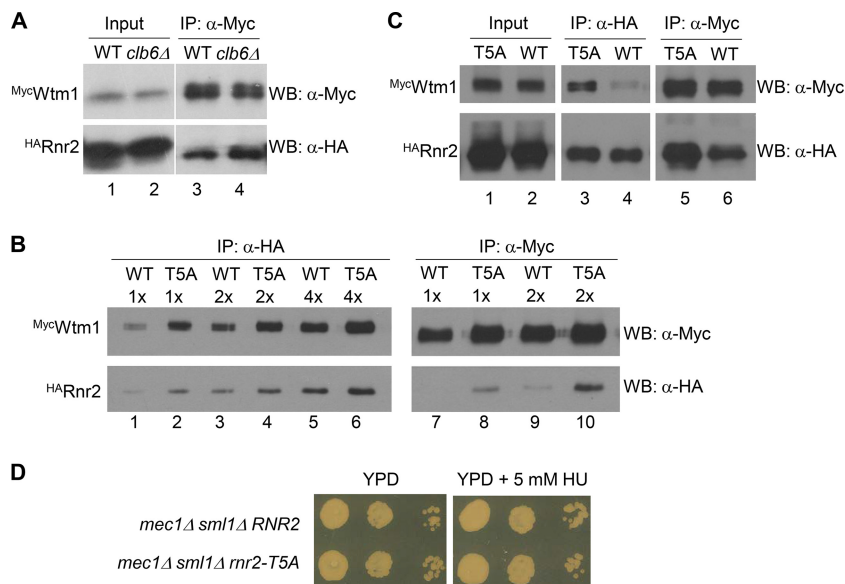 A
Input IP: α-Myc
WT clb6Δ WT clb6Δ
MycWtm1 WB: α-Myc
HARnr2 WB: α-HA
1 2 3 4
C
Input IP: α-HA IP: α-Myc
T5A WT T5A WT T5A WT
MycWtm1 WB: α-Myc
HARnr2 WB: α-HA
1 2 3 4 5 6
B
IP: α-HA IP: α-Myc
WT T5A WT T5A WT T5A WT T5A WT T5A
1x 1x 2x 2x 4x 4x 1x 1x 2x 2x
MycWtm1 WB: α-Myc
HARnr2 WB: α-HA
1 2 3 4 5 6 7 8 9 10
D
YPD YPD + 5 mM HU
mec1Δ sml1Δ RNR2
mec1Δ sml1Δ rnr2-T5A